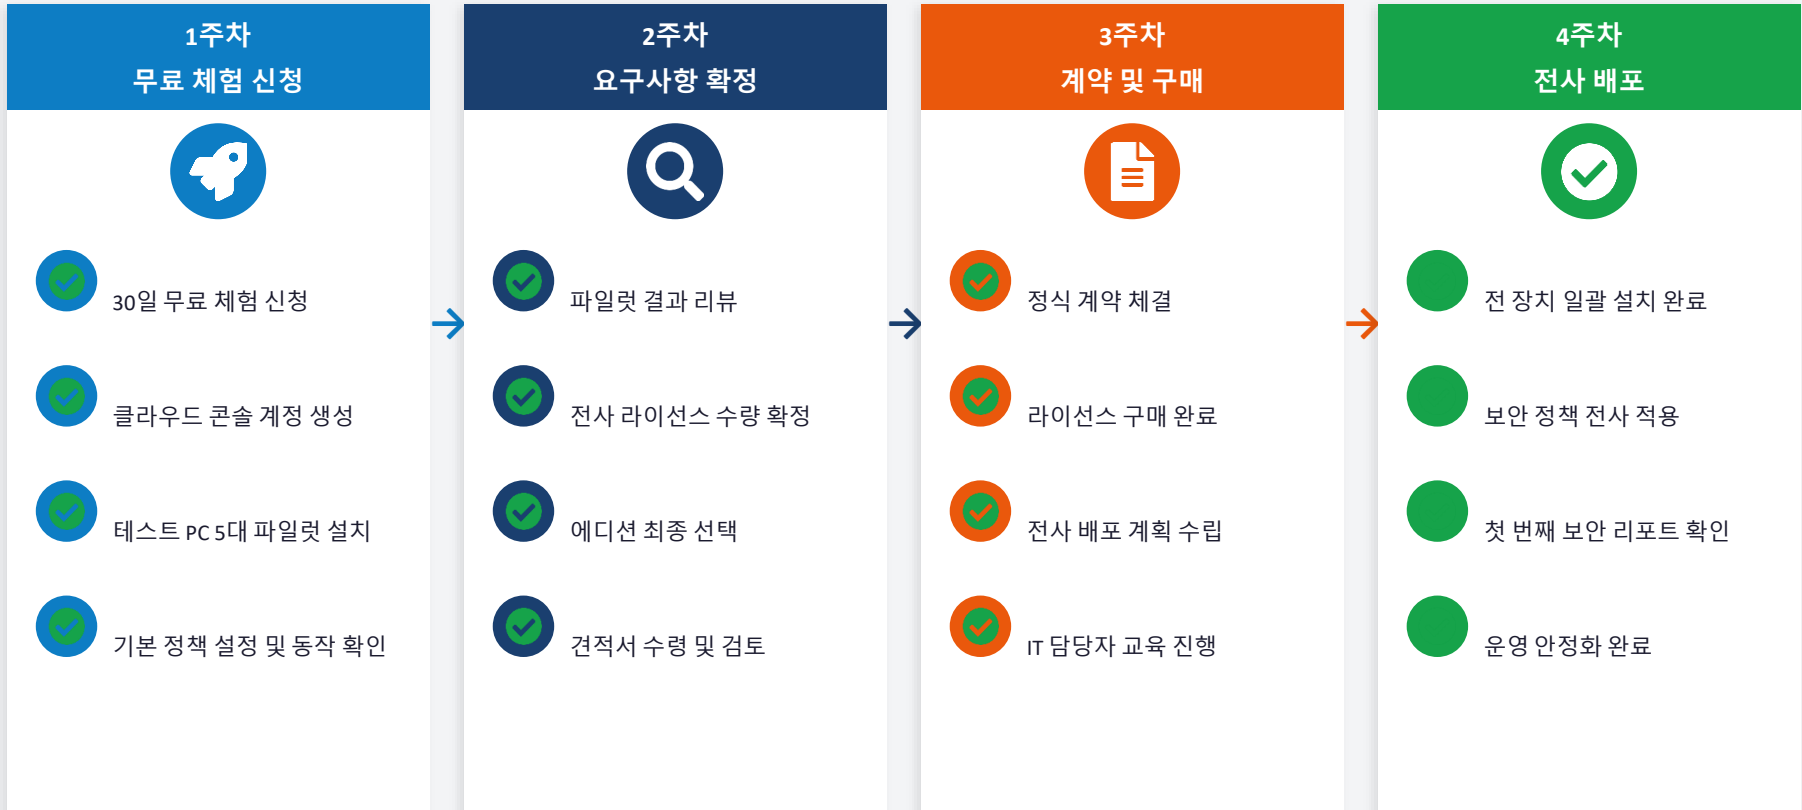 1주차
무료 체험 신청
30일 무료 체험 신청
클라우드 콘솔 계정 생성
테스트 PC 5대 파일럿 설치
기본 정책 설정 및 동작 확인
2주차
요구사항 확정
파일럿 결과 리뷰
전사 라이선스 수량 확정
에디션 최종 선택
견적서 수령 및 검토
3주차
계약 및 구매
정식 계약 체결
라이선스 구매 완료
전사 배포 계획 수립
IT 담당자 교육 진행
4주차
전사 배포
전 장치 일괄 설치 완료
보안 정책 전사 적용
첫 번째 보안 리포트 확인
운영 안정화 완료